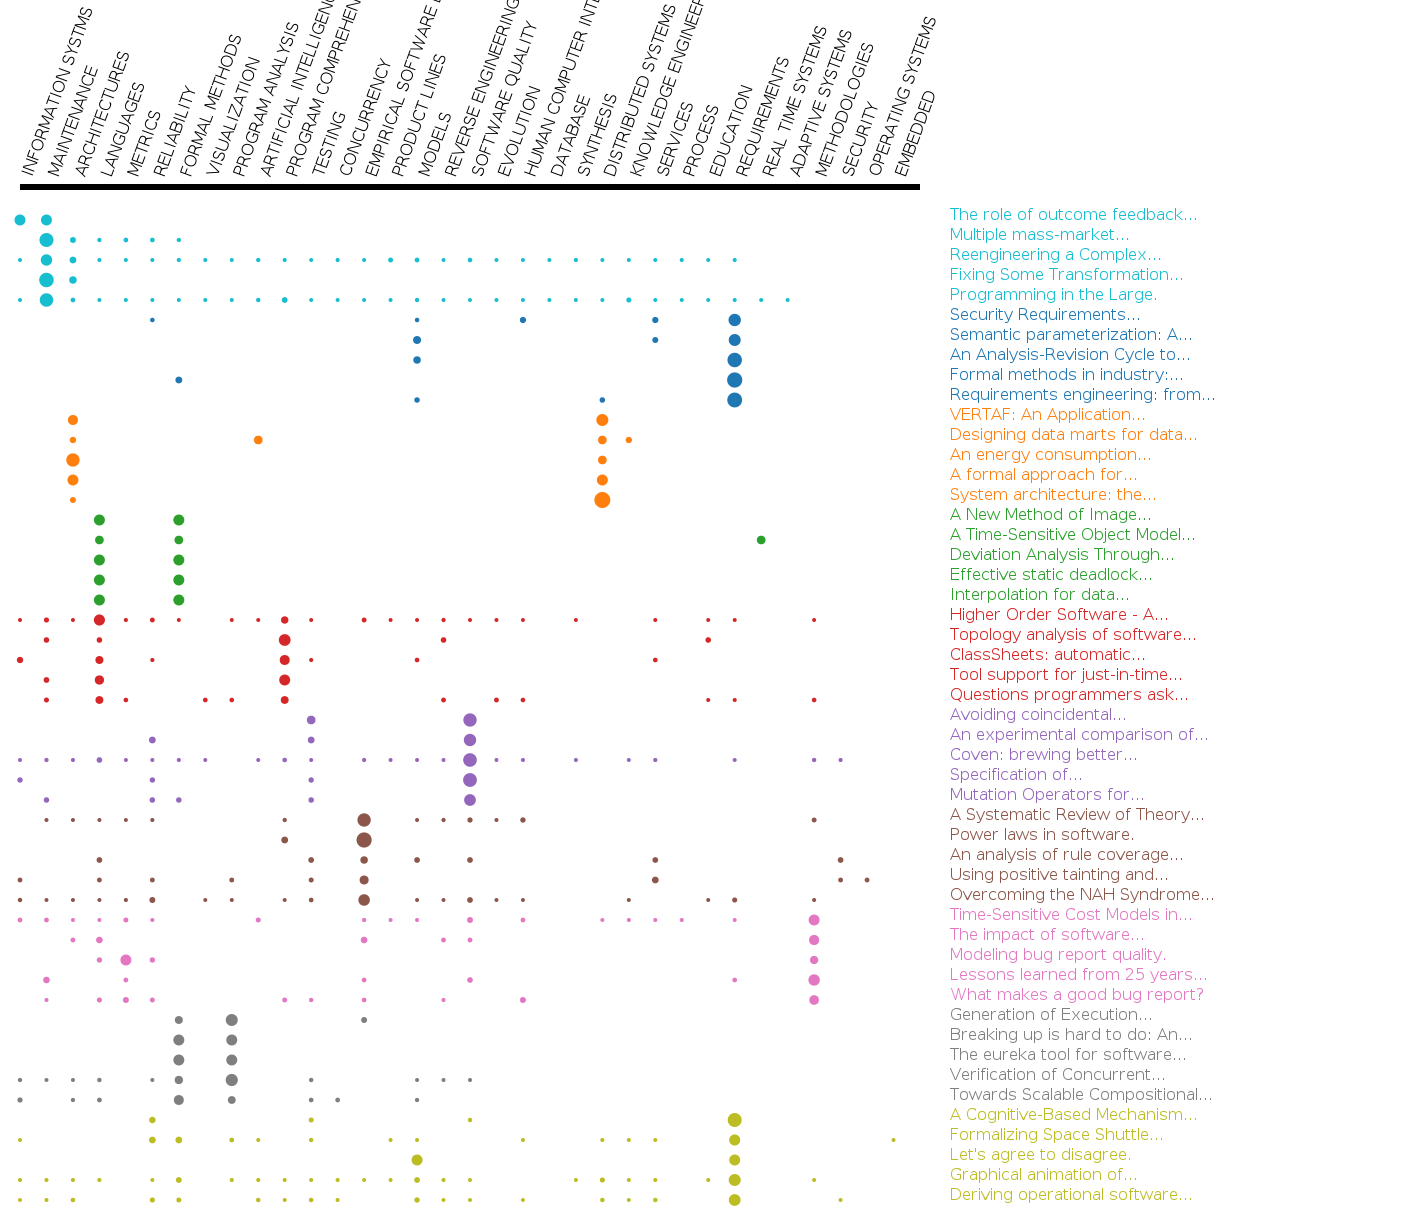 INFORMATION SYSTMS
MAINTENANCE
ARCHITECTURES
LANGUAGES
METRICS
RELIABILITY
FORMAL METHODS
VISUALIZATION
PROGRAM ANALYSIS
ARTIFICIAL INTELLIGENC
PROGRAM COMPREHEN
TESTING
CONCURRENCY
EMPIRICAL SOFTWARE
PRODUCT LINES
MODELS
REVERSE ENGINEERING
SOFTWARE QUALITY
EVOLUTION
HUMAN COMPUTER INT
DATABASE
SYNTHESIS
DISTRIBUTED SYSTEMS
KNOWLEDGE ENGINEER
SERVICES
PROCESS
EDUCATION
REQUIREMENTS
REAL TIME SYSTEMS
ADAPTIVE SYSTEMS
METHODOLOGIES
SECURITY
OPERATING SYSTEMS
EMBEDDED
The role of outcome feedback...
Multiple mass-market...
Reengineering a Complex...
Fixing Some Transformation...
Programming in the Large.
Security Requirements...
Semantic parameterization: A...
An Analysis-Revision Cycle to...
Formal methods in industry:...
Requirements engineering: from...
VERTAF: An Application...
Designing data marts for data...
An energy consumption...
A formal approach for...
System architecture: the...
A New Method of Image...
A Time-Sensitive Object Model...
Deviation Analysis Through...
Effective static deadlock...
Interpolation for data...
Higher Order Software - A...
Topology analysis of software...
ClassSheets: automatic...
Tool support for just-in-time...
Questions programmers ask...
Avoiding coincidental...
An experimental comparison of...
Coven: brewing better...
Specification of...
Mutation Operators for...
A Systematic Review of Theory...
Power laws in software.
An analysis of rule coverage...
Using positive tainting and...
Overcoming the NAH Syndrome...
Time-Sensitive Cost Models in...
The impact of software...
Modeling bug report quality.
Lessons learned from 25 years...
What makes a good bug report?
Generation of Execution...
Breaking up is hard to do: An...
The eureka tool for software...
Verification of Concurrent...
Towards Scalable Compositional...
A Cognitive-Based Mechanism...
Formalizing Space Shuttle...
Let's agree to disagree.
Graphical animation of...
Deriving operational software...